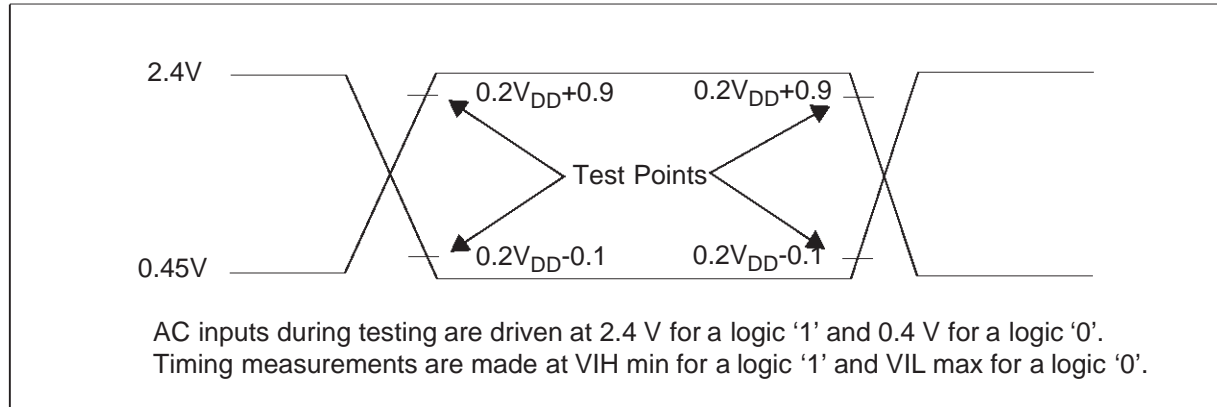 2.4V
0.2VDD+0.9 0.2VDD+0.9
Test Points
0.2VDD-0.1 0.2VDD-0.1
0.45V
AC inputs during testing are driven at 2.4 V for a logic ‘1’ and 0.4 V for a logic ‘0’.
Timing measurements are made at VIH min for a logic ‘1’ and VIL max for a logic ‘0’.